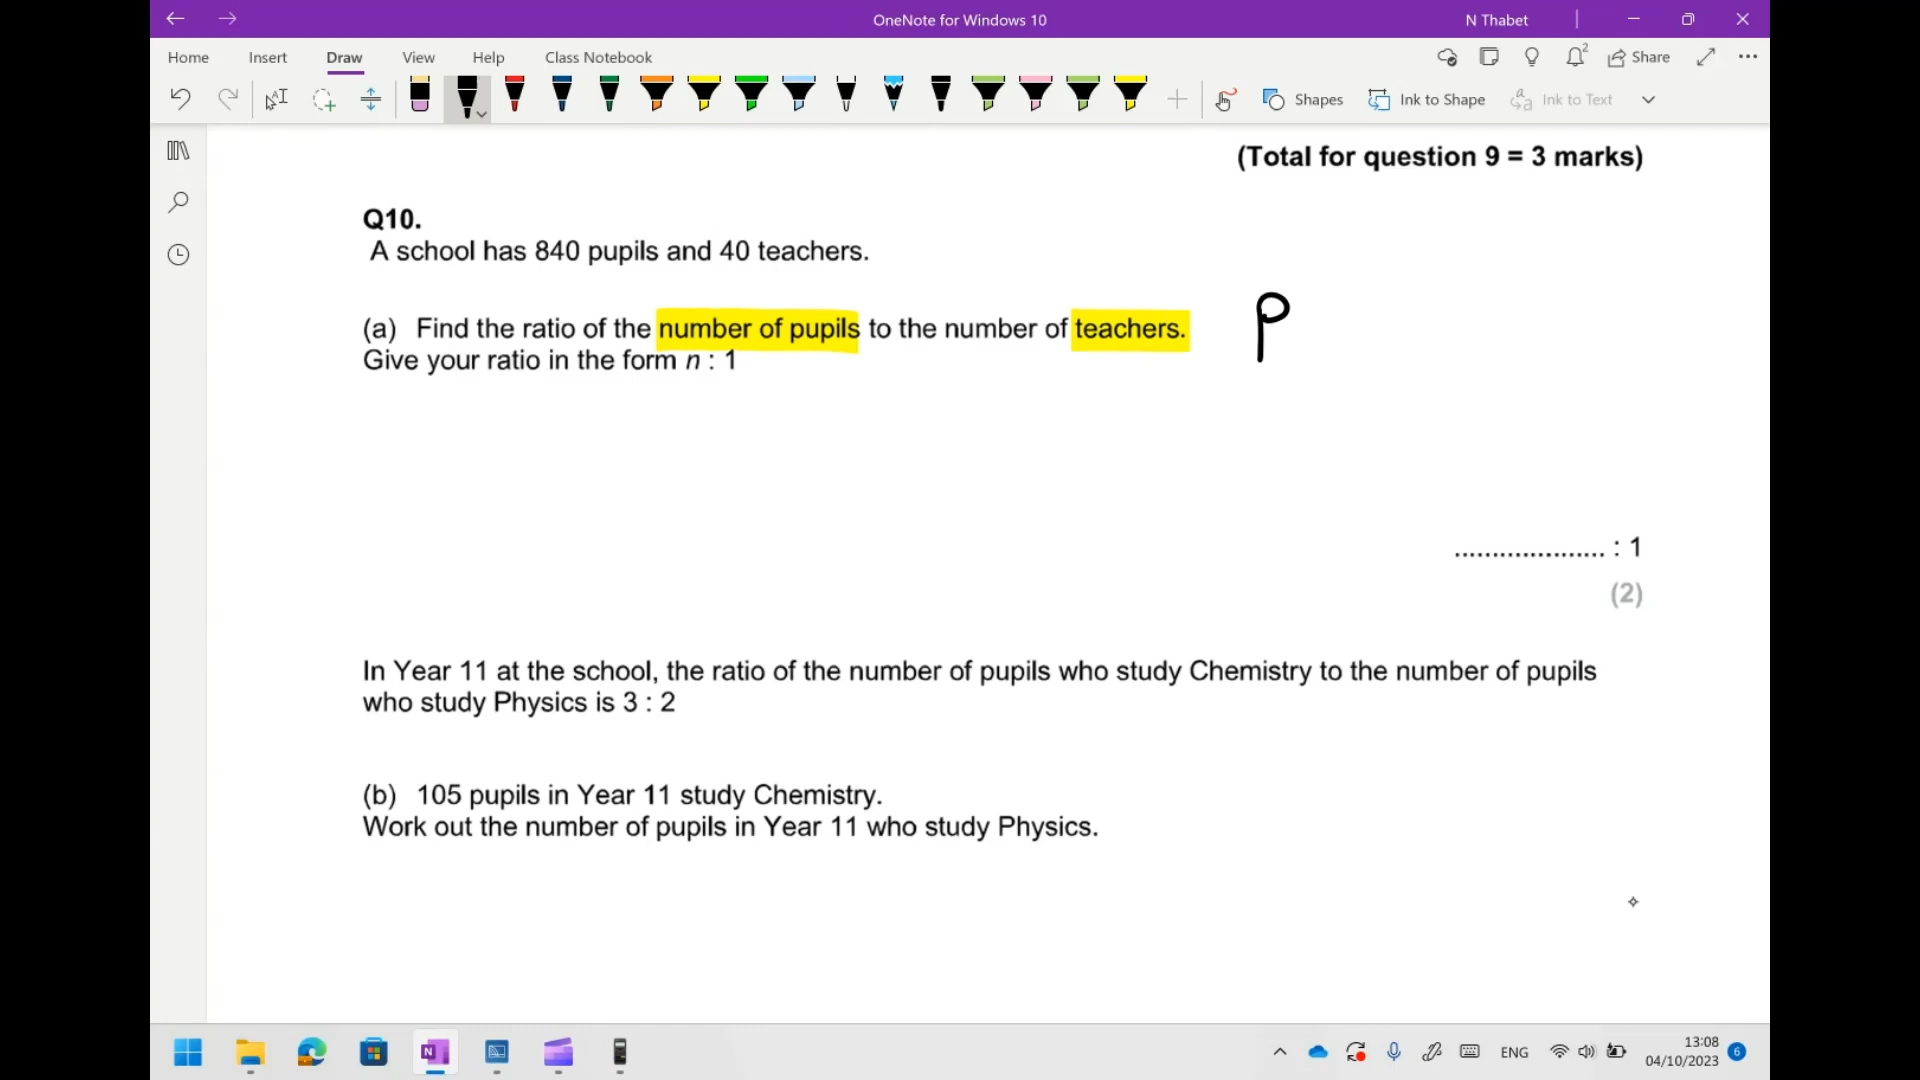 OneNote for Windows 10
N Thabet
Home Insert Draw View Help Class Notebook
2
Share
Shapes Ink to Shape Ink to Text
(Total for question 9 = 3 marks)
Q10.
A school has 840 pupils and 40 teachers.
(a) Find the ratio of the number of pupils to the number of teachers.
P
Give your ratio in the form n : 1
.................... : 1
(2)
In Year 11 at the school, the ratio of the number of pupils who study Chemistry to the number of pupils
who study Physics is 3 : 2
(b) 105 pupils in Year 11 study Chemistry.
Work out the number of pupils in Year 11 who study Physics.
ENG
13:08
04/10/2023
6